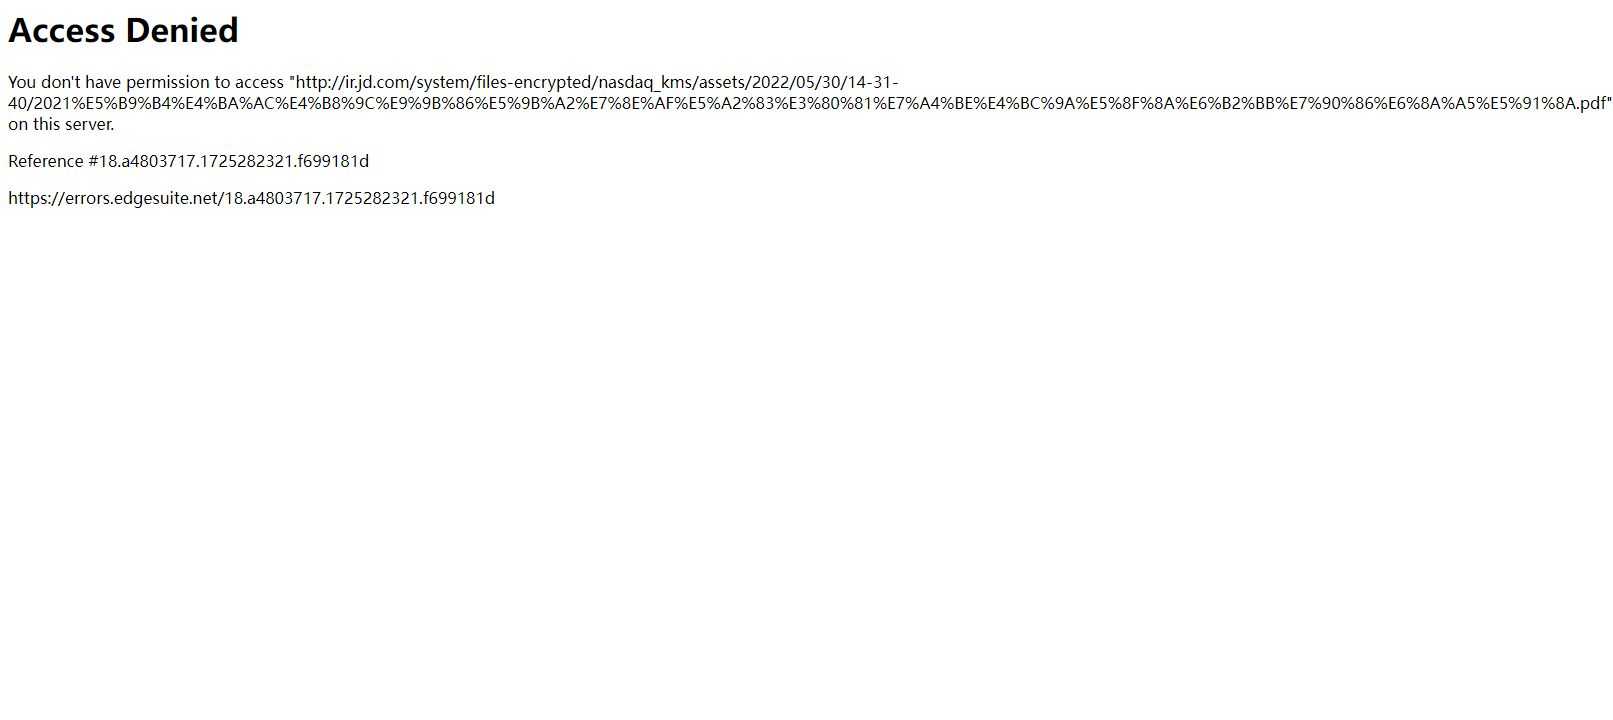 Access Denied
You don't have permission to access "http://ir.jd.com/system/files-encrypted/nasdaq_kms/assets/2022/05/30/14-31-
40/2021%E5%B9%B4%E4%BA%AC%E4%B8%9C%E9%9B%86%E5%9B%A2%E7%8E%AF%E5%A2%83%E3%80%81%E7%A4%BE%E4%BC%9A%E5%8F%8A%E6%B2%BB%E7%90%86%E6%8A%A5%E5%91%8A.pdf"
on this server.
Reference #18.a4803717.1725282321.f699181d
https://errors.edgesuite.net/18.a4803717.1725282321.f699181d